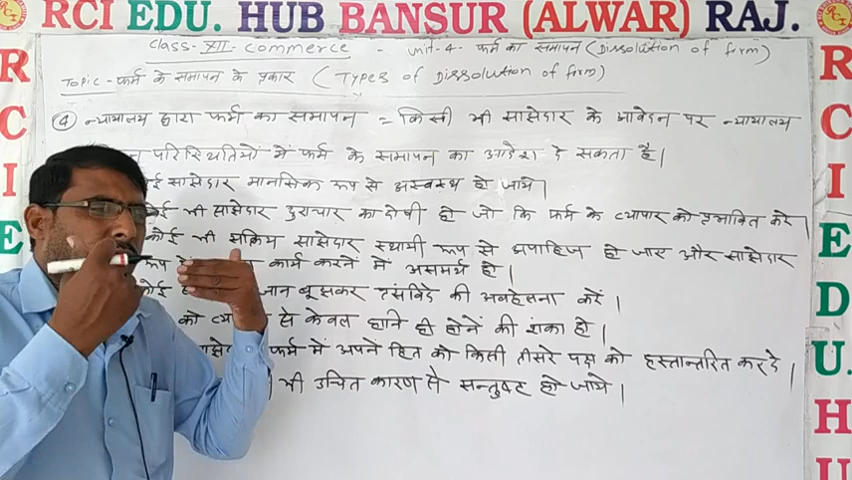 RCI EDU. HUB BANSUR (ALWAR) RAJ.
Class-XII-Commerce - Unit-4- फर्म का समापन (Dissolution of firm)
Topic - फर्म के समापन के प्रकार (Types of Dissolution of firm)
④ न्यायालय द्वारा फर्म का समापन = किसी भी साझेदार के आवेदन पर न्यायालय
परिस्थितियों में फर्म के समापन का आदेश दे सकता है।
साझेदार मानसिक रूप से अस्वस्थ हो जाये।
भी साझेदार दुराचार का दोषी हो जो कि फर्म के व्यापार को प्रभावित करे।
कोई भी सक्रिय साझेदार स्थायी रूप से अपाहिज हो जाए और साझेदार
कार्य करने में असमर्थ हो।
कोई जान बूझकर की अवहेलना करें।
को से केवल हानि ही होनें की शंका हो।
फर्म में अपने हित को किसी तीसरे पक्ष को हस्तान्तरित कर दे।
भी उचित कारण से सन्तुष्ट हो जाये।
R
C
I
E
R
C
I
E
D
U.
H
U